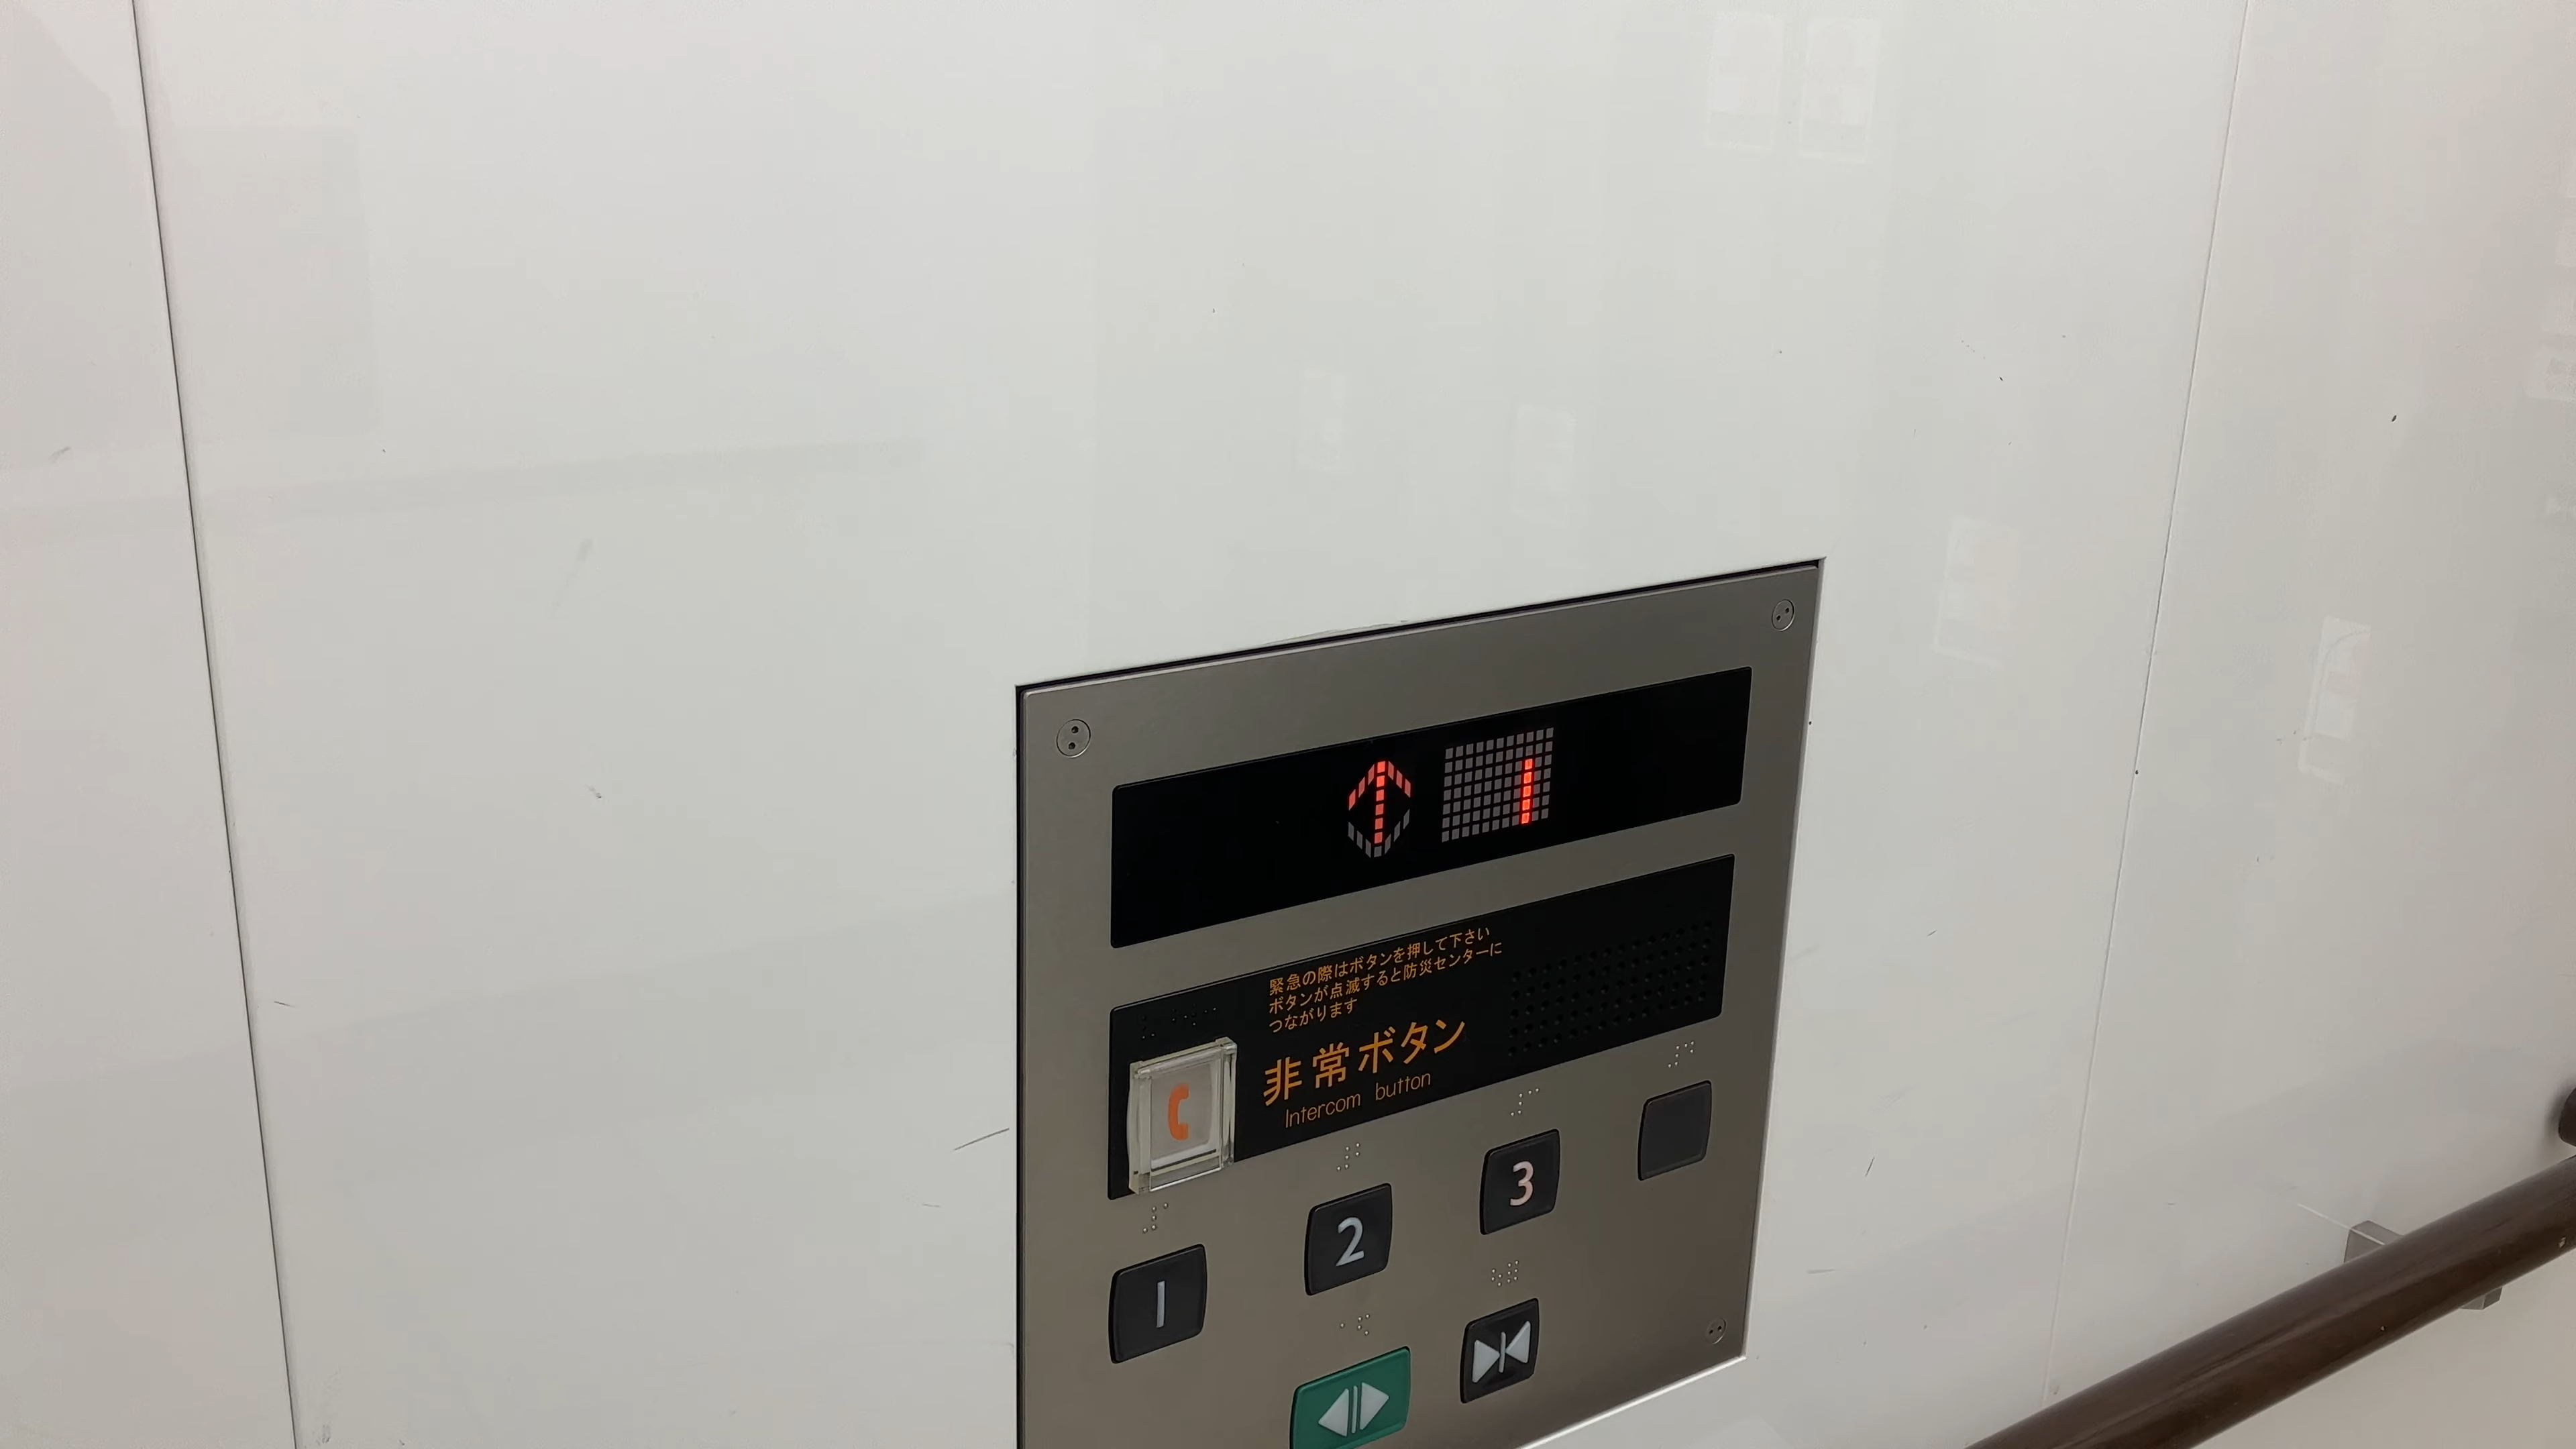 1
緊急の際はボタンを押して下さい
ボタンが点滅すると防災センターに
つながります
非常ボタン
Intercom button
1
2
3